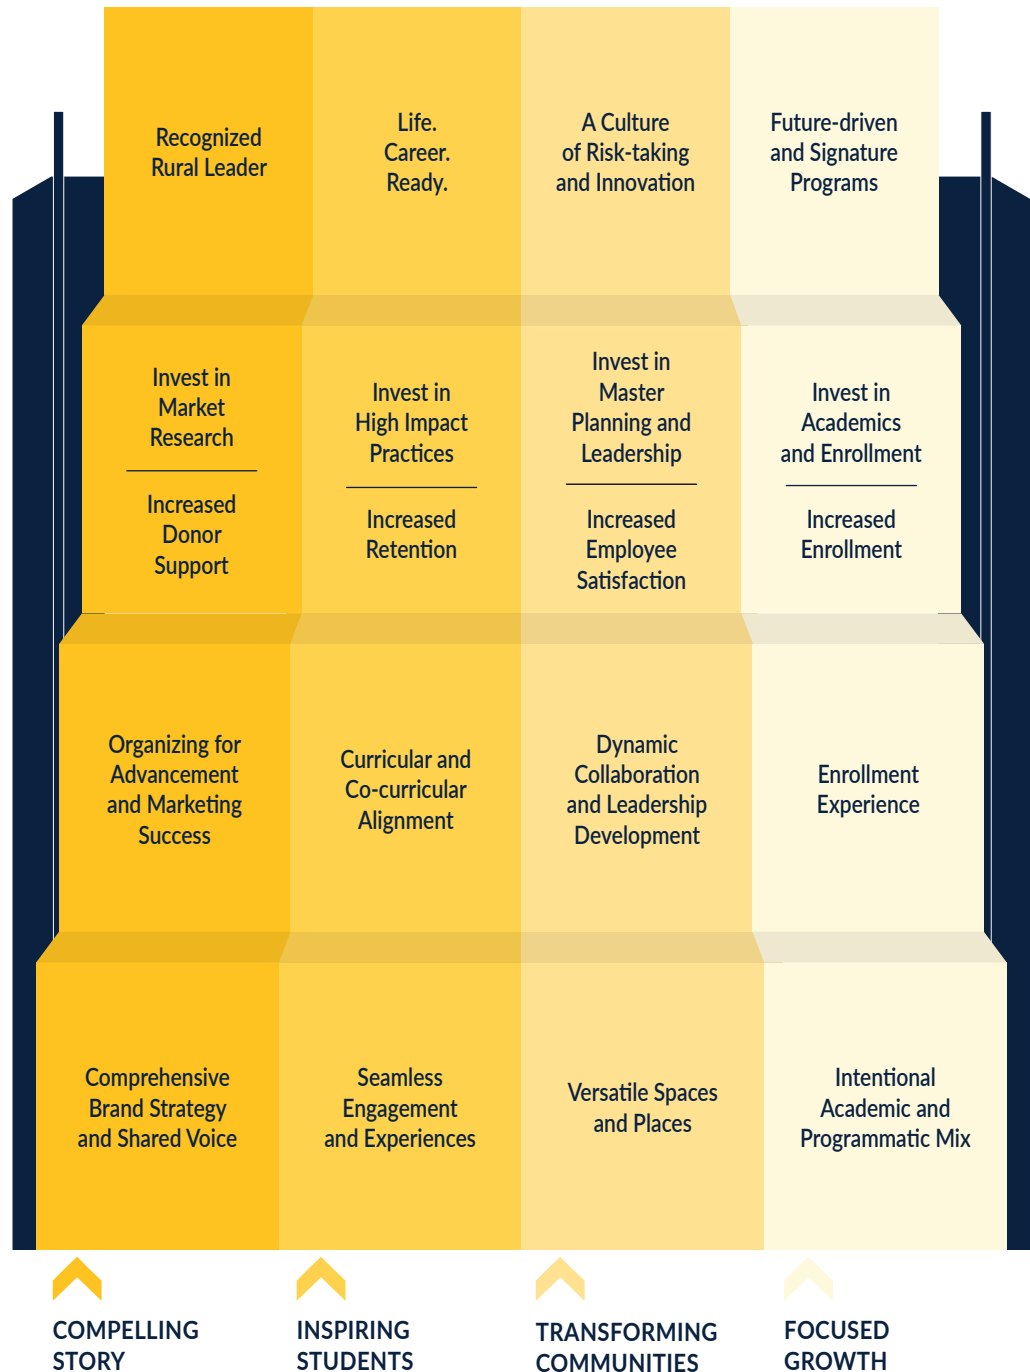 Recognized
Rural Leader
Life.
Career.
Ready.
A Culture
of Risk-taking
and Innovation
Future-driven
and Signature
Programs
Invest in
Market
Research
Increased
Donor
Support
Invest in
High Impact
Practices
Increased
Retention
Invest in
Master
Planning and
Leadership
Increased
Employee
Satisfaction
Invest in
Academics
and Enrollment
Increased
Enrollment
Organizing for
Advancement
and Marketing
Success
Curricular and
Co-curricular
Alignment
Dynamic
Collaboration
and Leadership
Development
Enrollment
Experience
Comprehensive
Brand Strategy
and Shared Voice
Seamless
Engagement
and Experiences
Versatile Spaces
and Places
Intentional
Academic and
Programmatic Mix
COMPELLING
STORY
INSPIRING
STUDENTS
TRANSFORMING
COMMUNITIES
FOCUSED
GROWTH